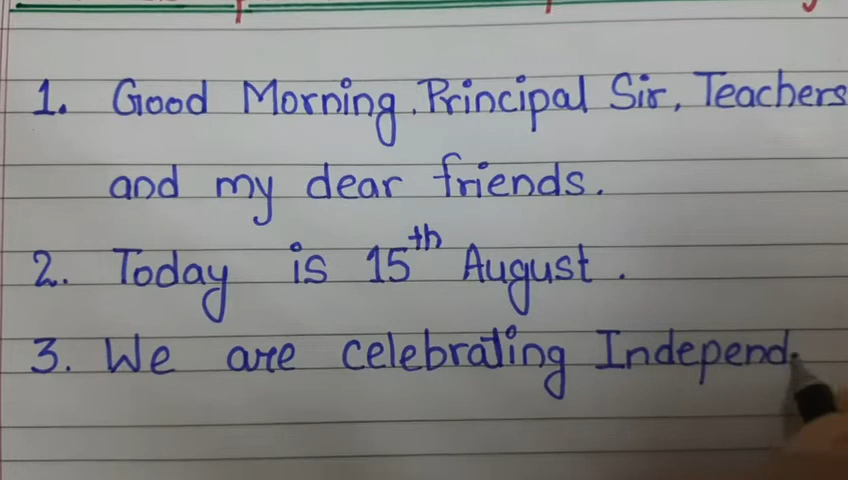 1. Good Morning, Principal Sir, Teachers
and my dear friends.
2. Today is 15th August.
3. We are celebrating Independ